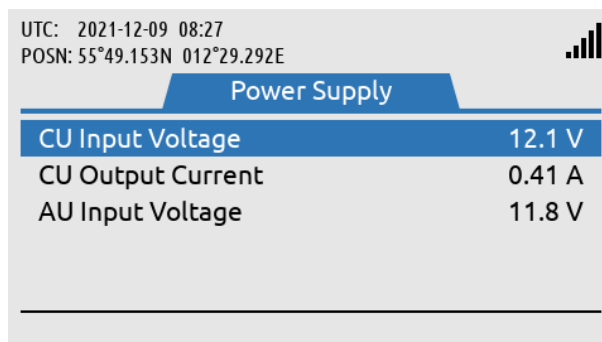 UTC: 2021-12-09 08:27
POSN: 55°49.153N 012°29.292E
Power Supply
CU Input Voltage 12.1 V
CU Output Current 0.41 A
AU Input Voltage 11.8 V